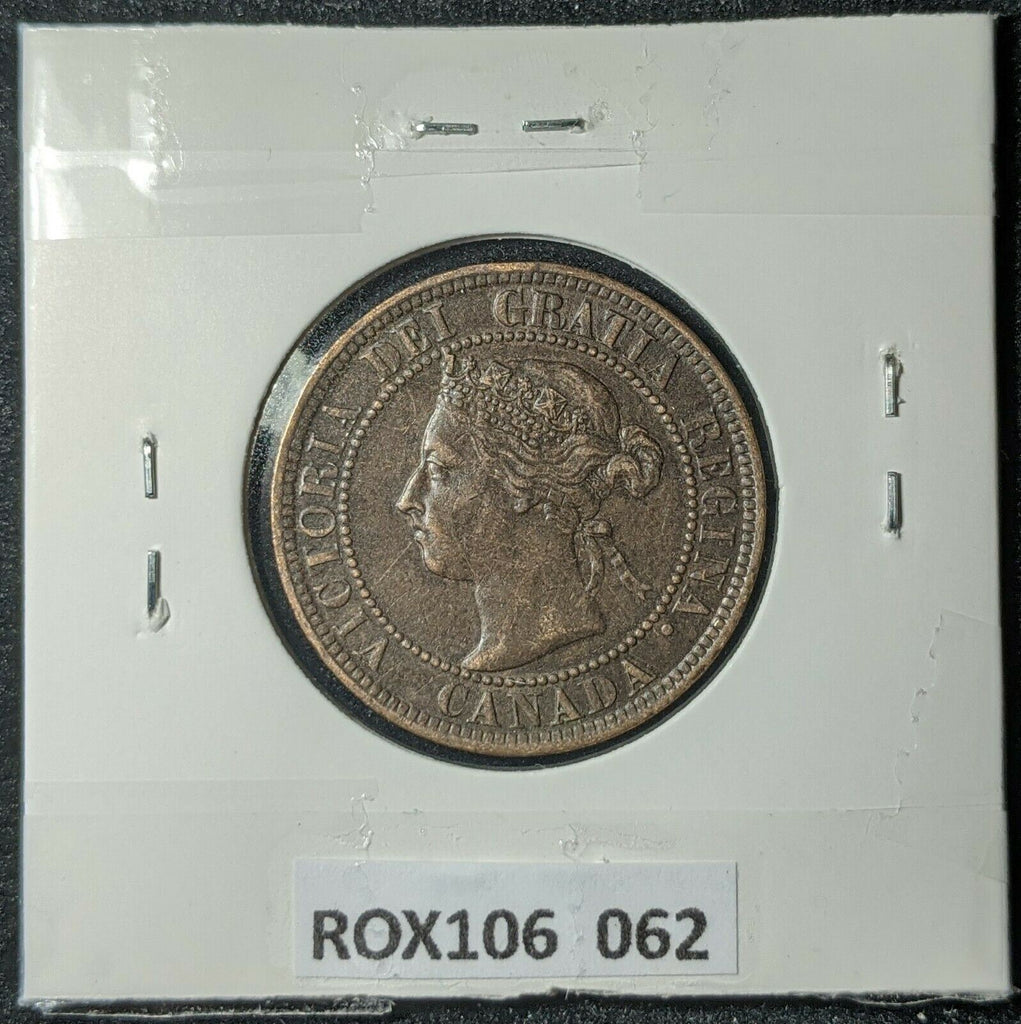 VICTORIA DEI GRATIA REGINA.
CANADA
ROX106 062